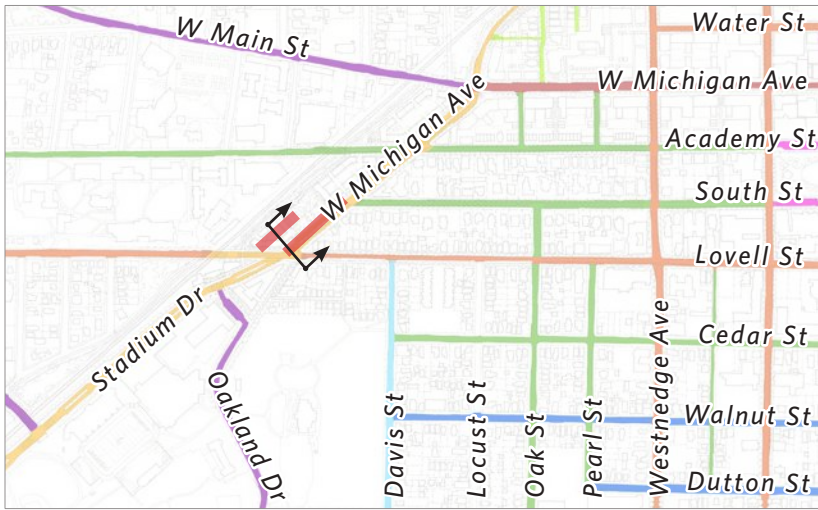 W Main St
Water St
W Michigan Ave
W Michigan Ave
Academy St
South St
Lovell St
Stadium Dr
Oakland Dr
Cedar St
Davis St
Locust St
Oak St
Pearl St
Westnedge Ave
Walnut St
Dutton St